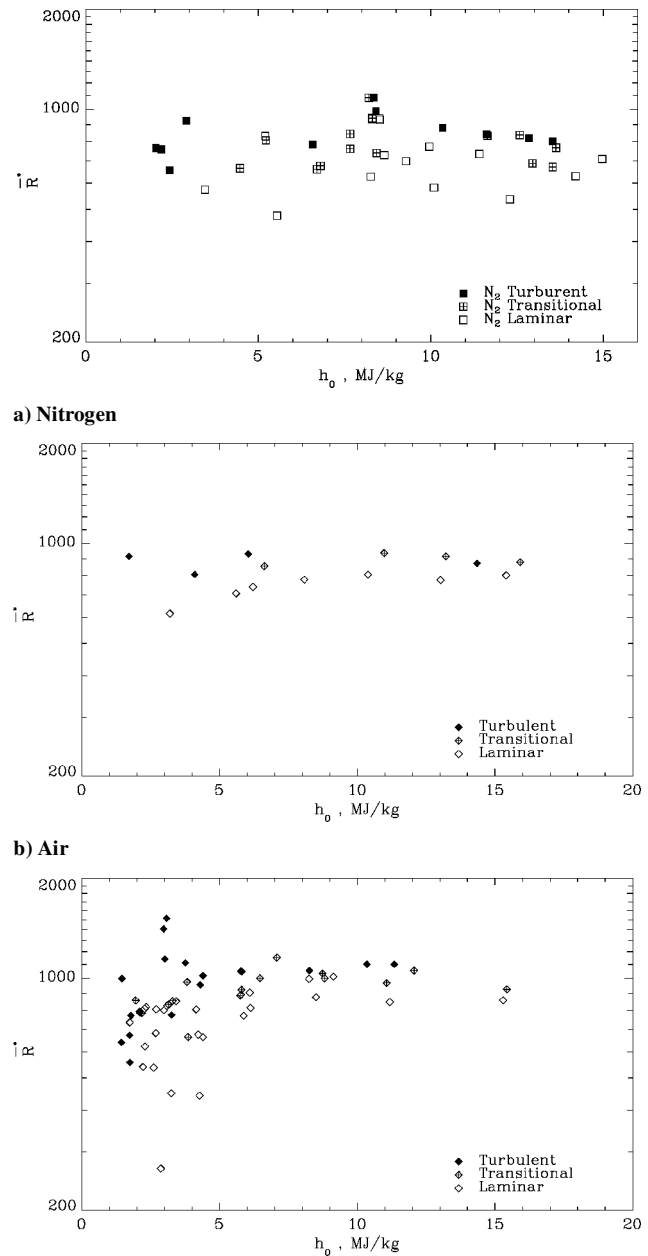 2000
1000
R̄*
200
0 5 10 15
h₀ , MJ/kg
■ N₂ Turburent
⊞ N₂ Transitional
□ N₂ Laminar
a) Nitrogen
2000
1000
R̄*
200
0 5 10 15 20
h₀ , MJ/kg
◆ Turbulent
⌖ Transitional
◇ Laminar
b) Air
2000
1000
R̄*
200
0 5 10 15 20
h₀ , MJ/kg
◆ Turbulent
⌖ Transitional
◇ Laminar